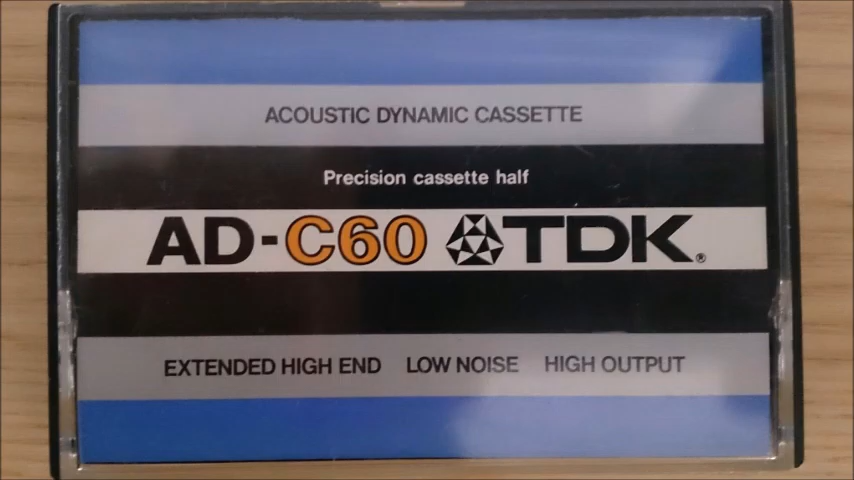 ACOUSTIC DYNAMIC CASSETTE
Precision cassette half
AD-C60 TDK®
EXTENDED HIGH END LOW NOISE HIGH OUTPUT